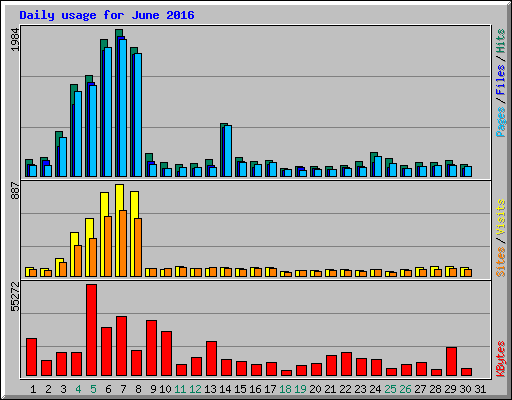 Daily usage for June 2016
1984
Pages / Files / Hits
887
Sites / Visits
55272
KBytes
1 2 3 4 5 6 7 8 9 10 11 12 13 14 15 16 17 18 19 20 21 22 23 24 25 26 27 28 29 30 31